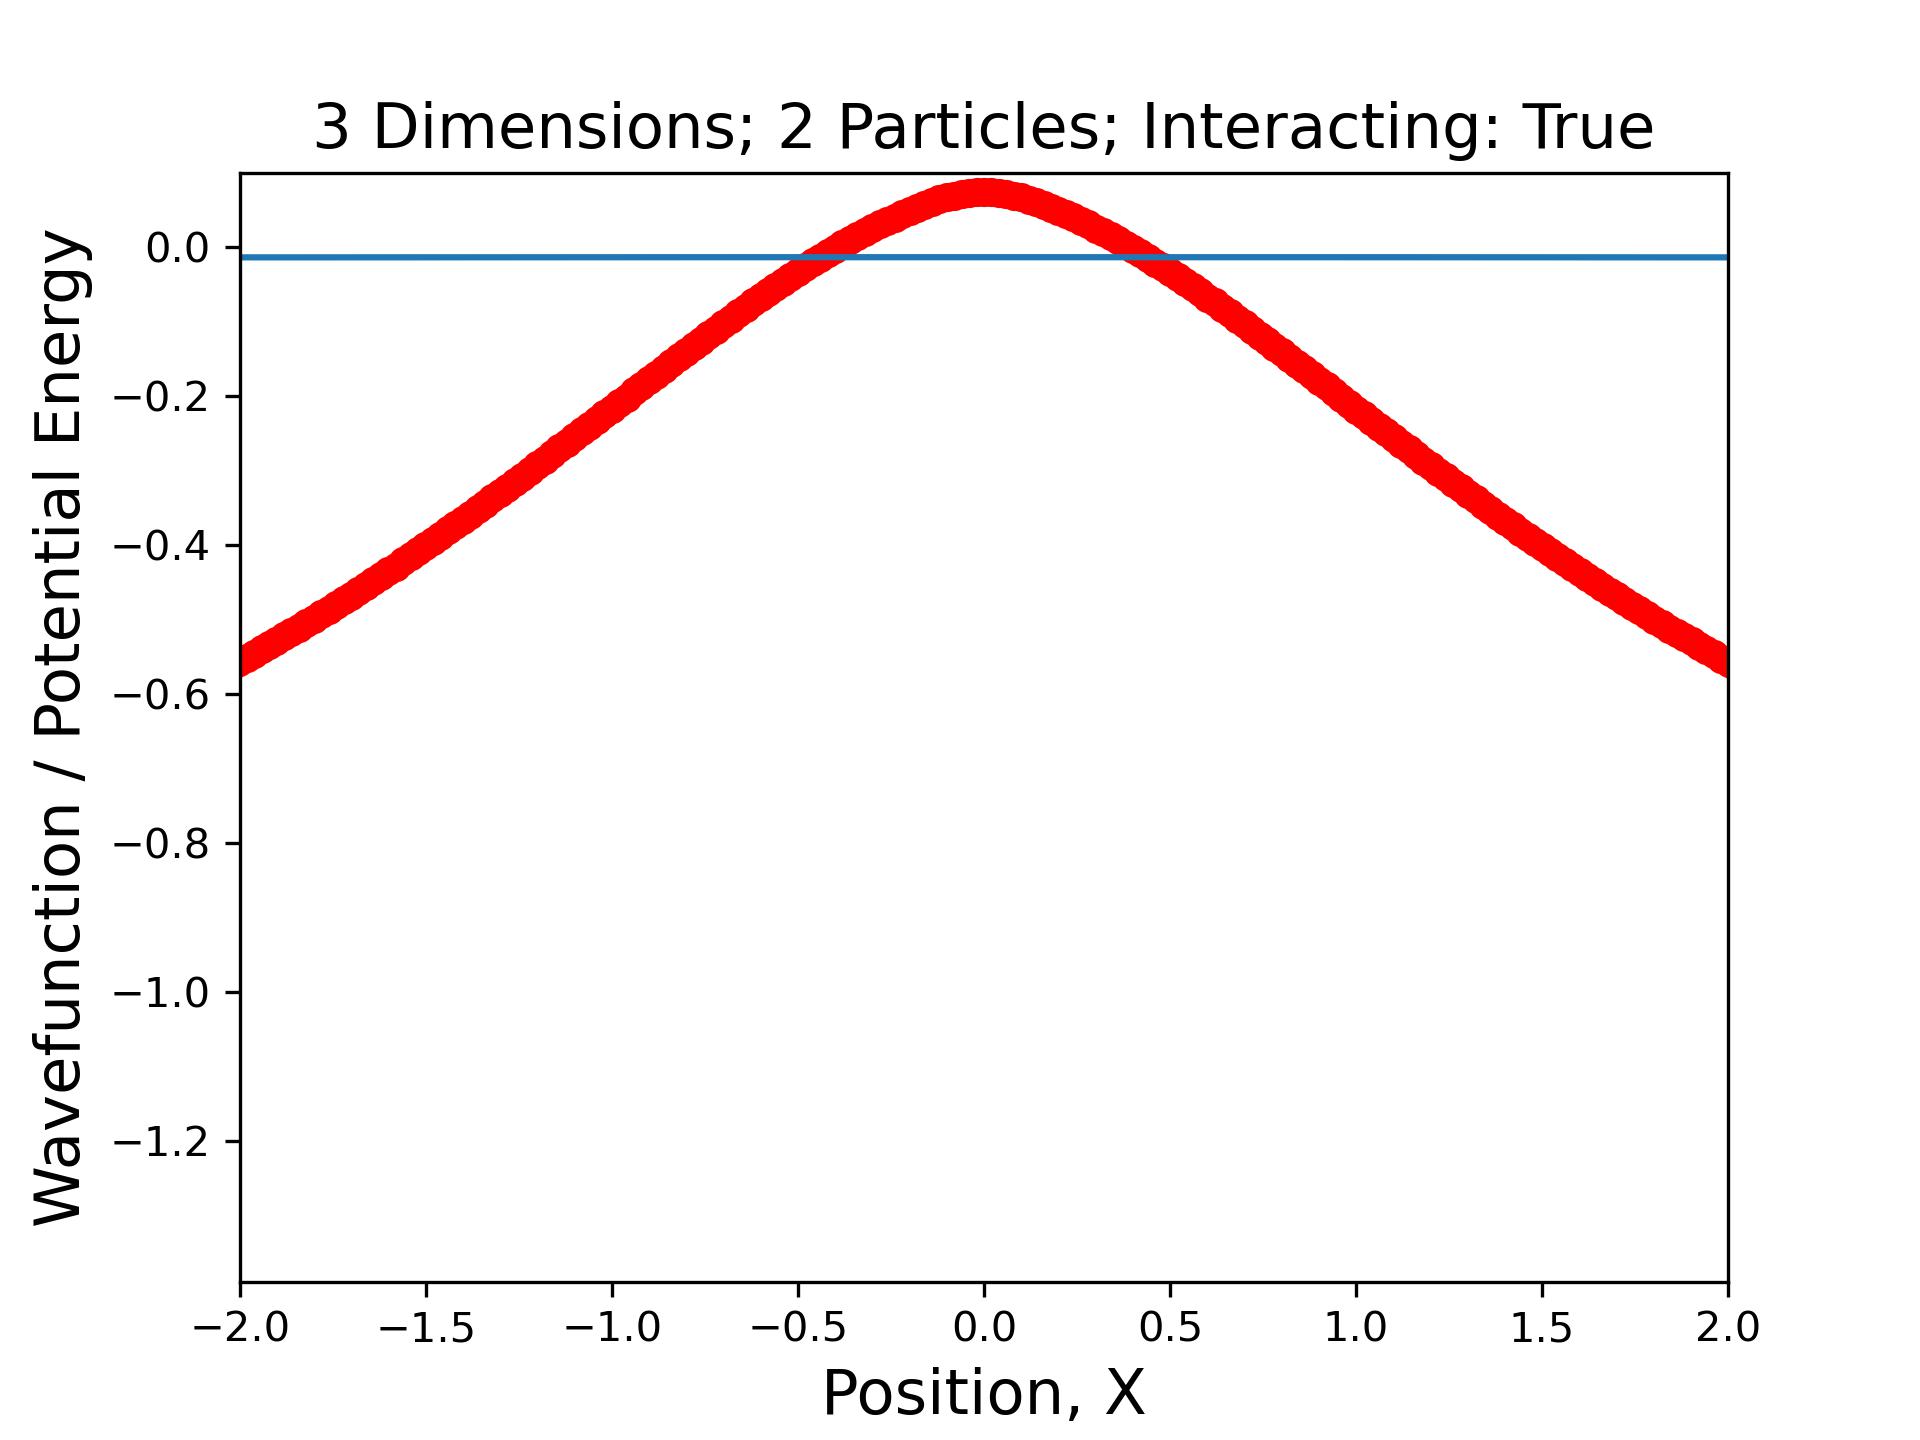 3 Dimensions; 2 Particles; Interacting: True
Wavefunction / Potential Energy
0.0
−0.2
−0.4
−0.6
−0.8
−1.0
−1.2
−2.0 −1.5 −1.0 −0.5 0.0 0.5 1.0 1.5 2.0
Position, X